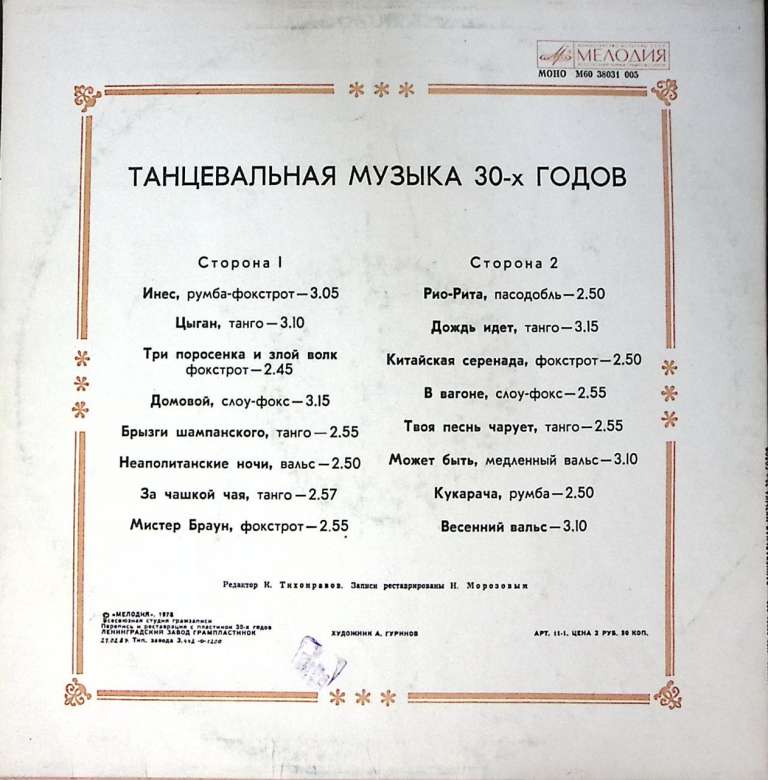 МЕЛОДИЯ
МОНО М60 38031 005
ТАНЦЕВАЛЬНАЯ МУЗЫКА 30-х ГОДОВ
Сторона I
Инес, румба-фокстрот—3.05
Цыган, танго—3.10
Три поросенка и злой волк
фокстрот—2.45
Домовой, слоу-фокс—3.15
Брызги шампанского, танго—2.55
Неаполитанские ночи, вальс—2.50
За чашкой чая, танго—2.57
Мистер Браун, фокстрот—2.55
Сторона 2
Рио-Рита, пасодобль—2.50
Дождь идет, танго—3.15
Китайская серенада, фокстрот—2.50
В вагоне, слоу-фокс—2.55
Твоя песнь чарует, танго—2.55
Может быть, медленный вальс—3.10
Кукарача, румба—2.50
Весенний вальс—3.10
Редактор К. Тихонравов. Записи реставрированы Н. Морозовым
© «МЕЛОДИЯ», 1976
Всесоюзная студия грамзаписи
Перепись и реставрация с пластинок 30-х годов
ЛЕНИНГРАДСКИЙ ЗАВОД ГРАМПЛАСТИНОК
Тип. завода
ХУДОЖНИК А. ГУРИНОВ
АРТ. 11-1. ЦЕНА 2 РУБ. 50 КОП.